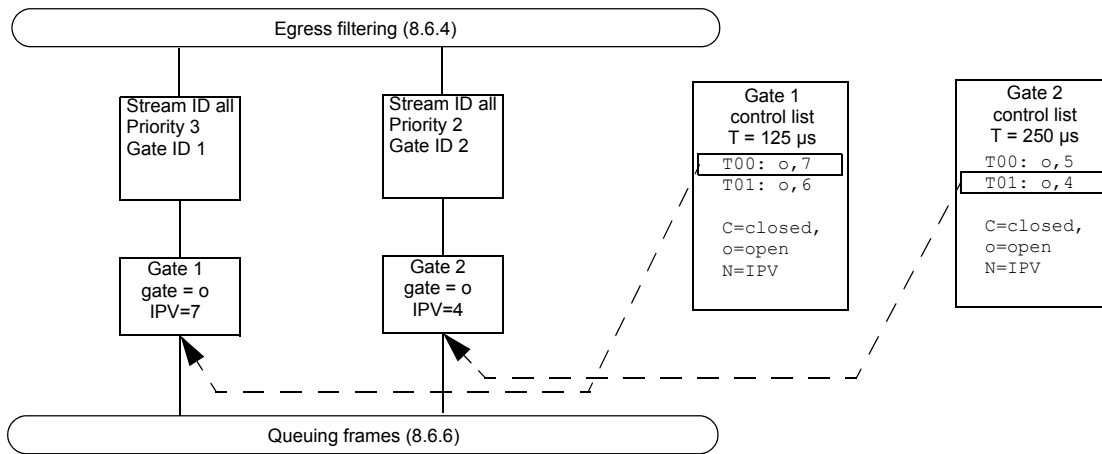 Egress filtering (8.6.4)
Stream ID all
Priority 3
Gate ID 1
Stream ID all
Priority 2
Gate ID 2
Gate 1
control list
T = 125 µs
T00: o,7
T01: o,6
C=closed,
o=open
N=IPV
Gate 2
control list
T = 250 µs
T00: o,5
T01: o,4
C=closed,
o=open
N=IPV
Gate 1
gate = o
IPV=7
Gate 2
gate = o
IPV=4
Queuing frames (8.6.6)